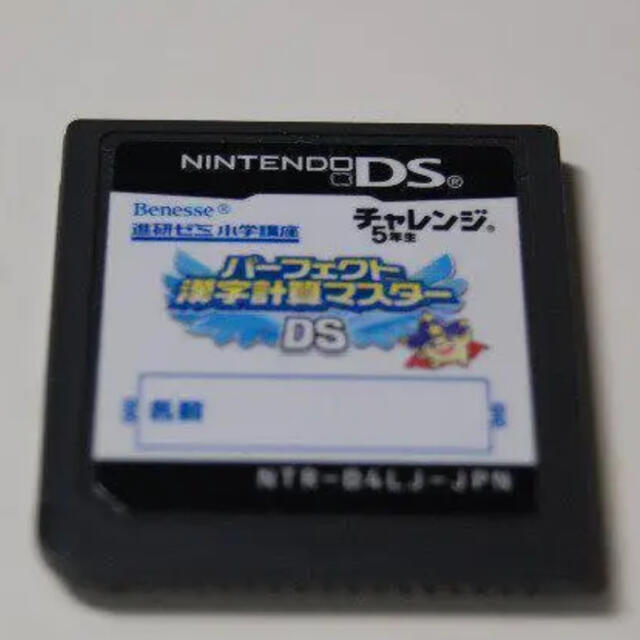 NINTENDO DS®
Benesse®
進研ゼミ 小学講座
チャレンジ®
5年生
パーフェクト
漢字計算マスター
DS
名前
NTR-B4LJ-JPN